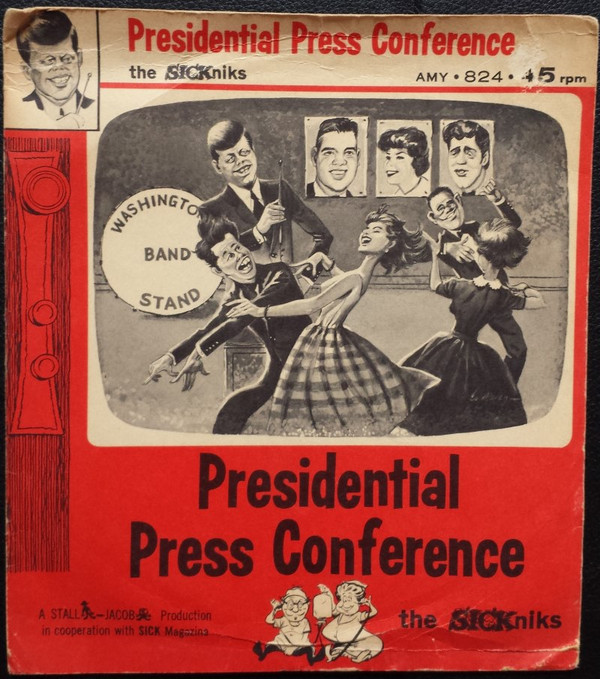 Presidential Press Conference
the SICKniks
AMY • 824 • 45 rpm
WASHINGTO
BAND
STAND
Presidential
Press Conference
A STALL-JACOB Production
in cooperation with SICK Magazine
the SICKniks